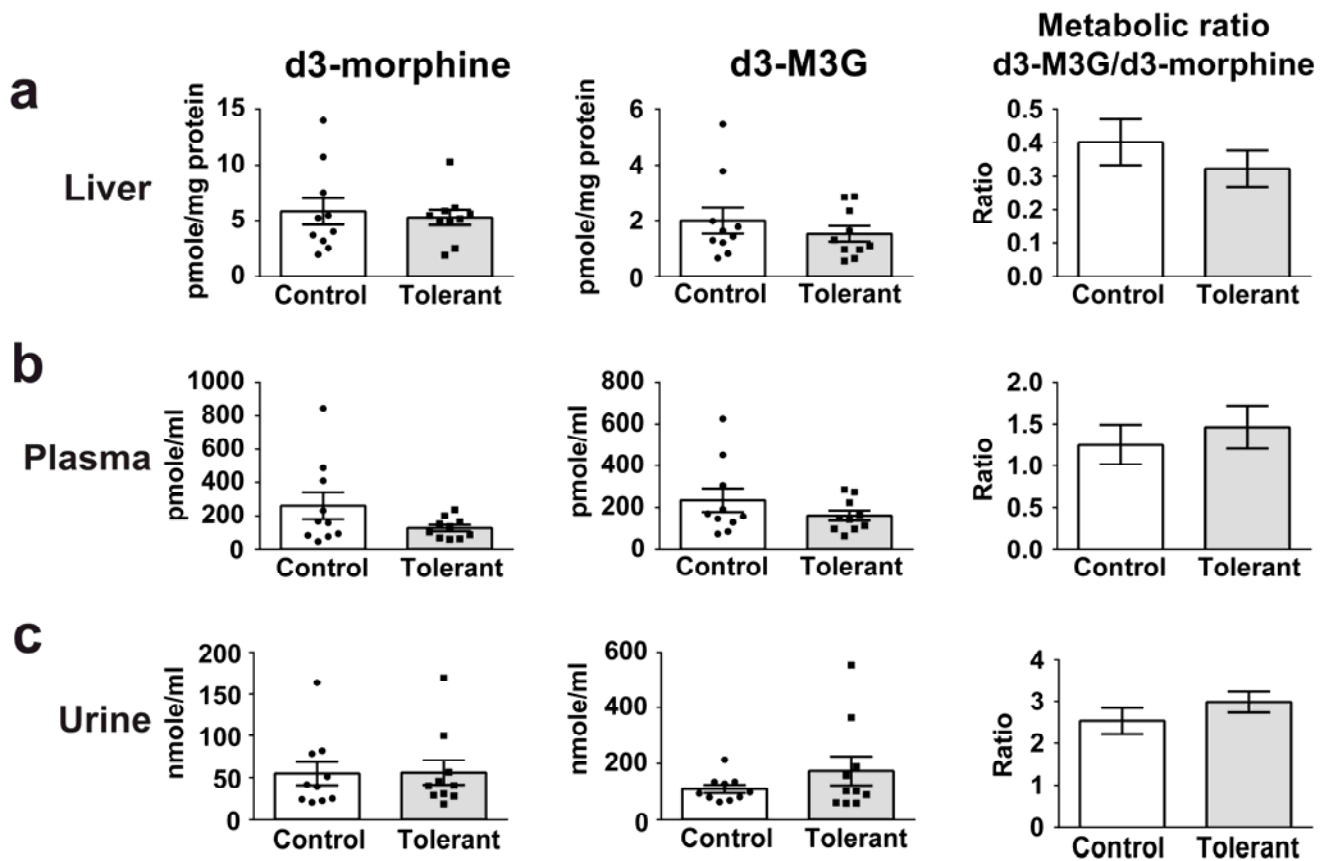 d3-morphine
d3-M3G
Metabolic ratio
d3-M3G/d3-morphine
a
Liver
pmole/mg protein
15
10
5
0
Control Tolerant
pmole/mg protein
6
4
2
0
Control Tolerant
Ratio
0.5
0.4
0.3
0.2
0.1
0.0
Control Tolerant
b
Plasma
pmole/ml
1000
800
600
400
200
0
Control Tolerant
pmole/ml
800
600
400
200
0
Control Tolerant
Ratio
2.0
1.5
1.0
0.5
0.0
Control Tolerant
c
Urine
nmole/ml
200
150
100
50
0
Control Tolerant
nmole/ml
600
400
200
0
Control Tolerant
Ratio
4
3
2
1
0
Control Tolerant